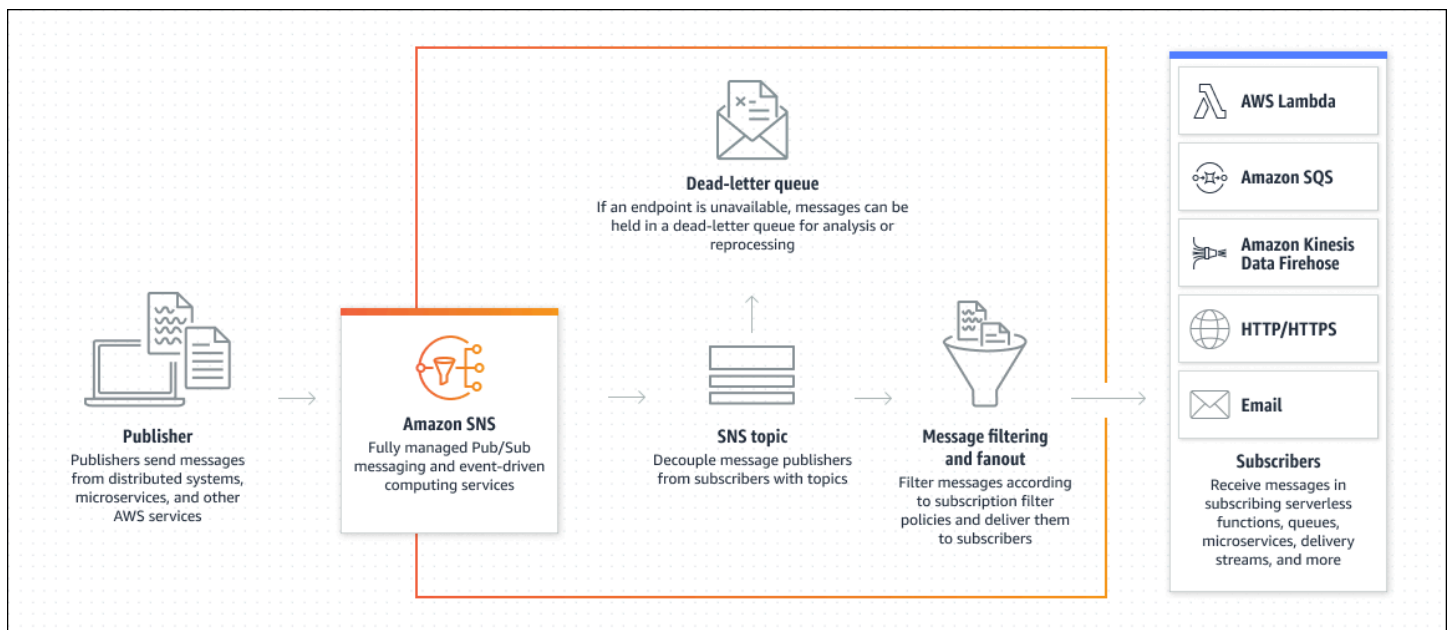 Publisher
Publishers send messages
from distributed systems,
microservices, and other
AWS services
Amazon SNS
Fully managed Pub/Sub
messaging and event-driven
computing services
Dead-letter queue
If an endpoint is unavailable, messages can be
held in a dead-letter queue for analysis or
reprocessing
SNS topic
Decouple message publishers
from subscribers with topics
Message filtering
and fanout
Filter messages according
to subscription filter
policies and deliver them
to subscribers
AWS Lambda
Amazon SQS
Amazon Kinesis
Data Firehose
HTTP/HTTPS
Email
Subscribers
Receive messages in
subscribing serverless
functions, queues,
microservices, delivery
streams, and more